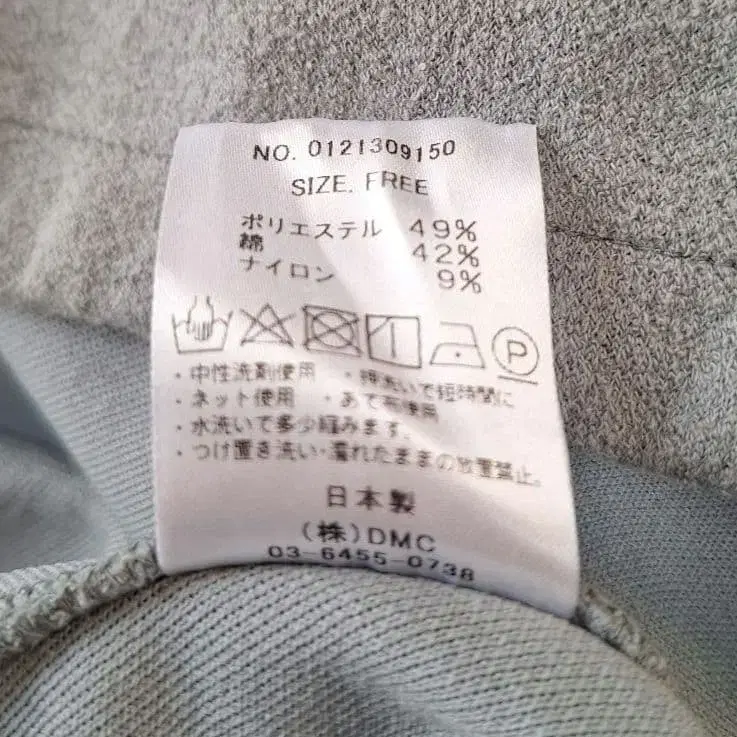 NO. 0121309150
SIZE. FREE
ポリエステル 49%
綿 42%
ナイロン 9%
P
・中性洗剤使用 ・押洗いで短時間に
・ネット使用 ・あて布使用
・水洗いで多少縮みます。
・つけ置き洗い・濡れたままの放置禁止。
日本製
(株)DMC
03-6455-0738